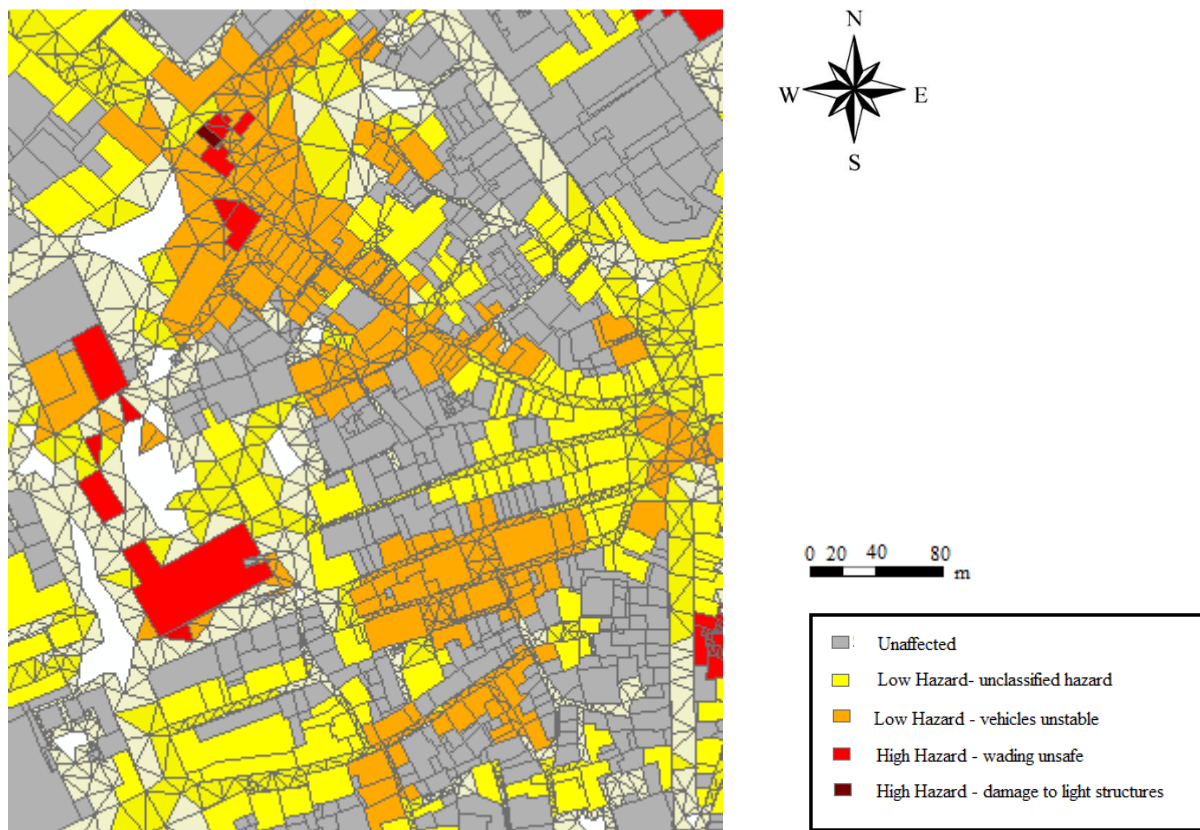 N
W E
S
0 20 40 80
m
Unaffected
Low Hazard- unclassified hazard
Low Hazard - vehicles unstable
High Hazard - wading unsafe
High Hazard - damage to light structures